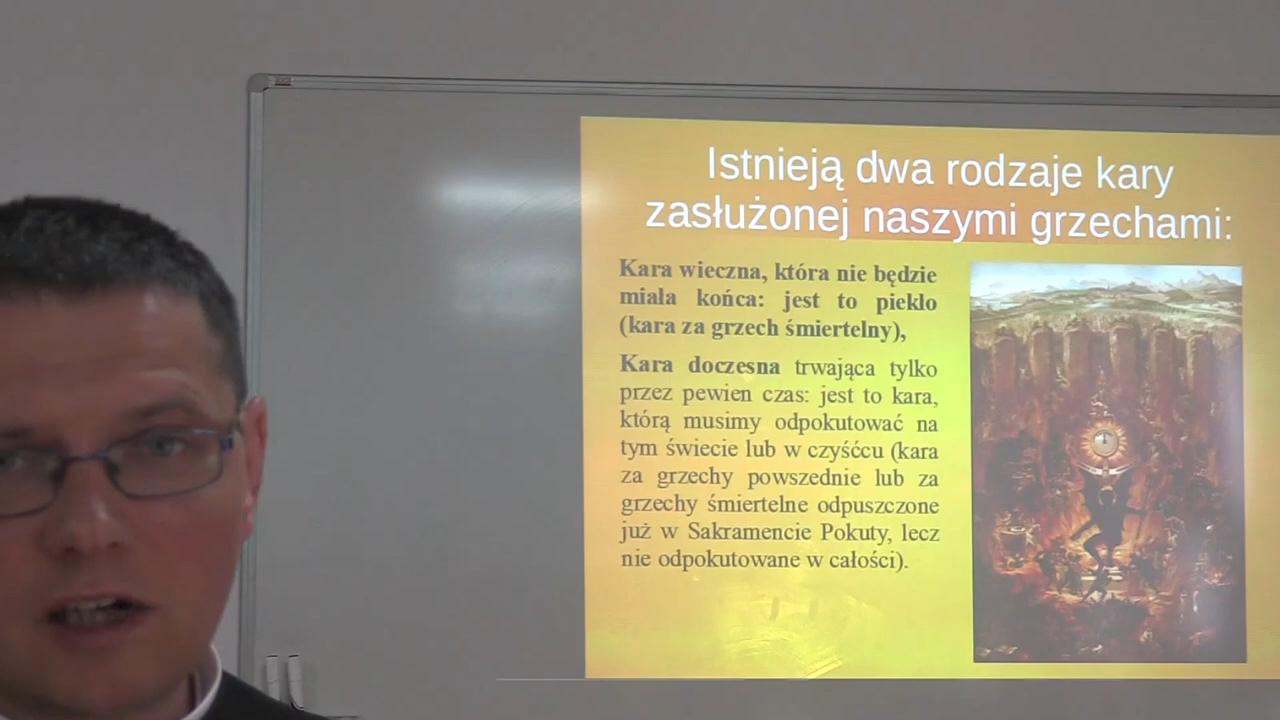 Istnieją dwa rodzaje kary
zasłużonej naszymi grzechami:
Kara wieczna, która nie będzie
miała końca: jest to piekło
(kara za grzech śmiertelny),
Kara doczesna trwająca tylko
przez pewien czas: jest to kara,
którą musimy odpokutować na
tym świecie lub w czyśćcu (kara
za grzechy powszednie lub za
grzechy śmiertelne odpuszczone
już w Sakramencie Pokuty, lecz
nie odpokutowane w całości).